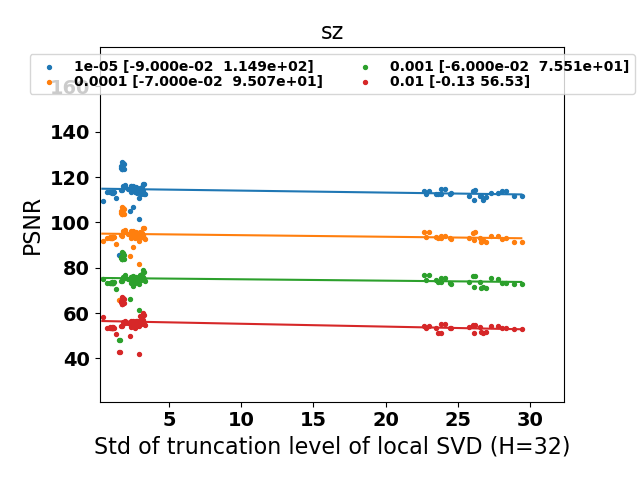 sz
1e-05 [-9.000e-02 1.149e+02]
0.0001 [-7.000e-02 9.507e+01]
0.001 [-6.000e-02 7.551e+01]
0.01 [-0.13 56.53]
160
140
120
100
80
60
40
PSNR
5 10 15 20 25 30
Std of truncation level of local SVD (H=32)